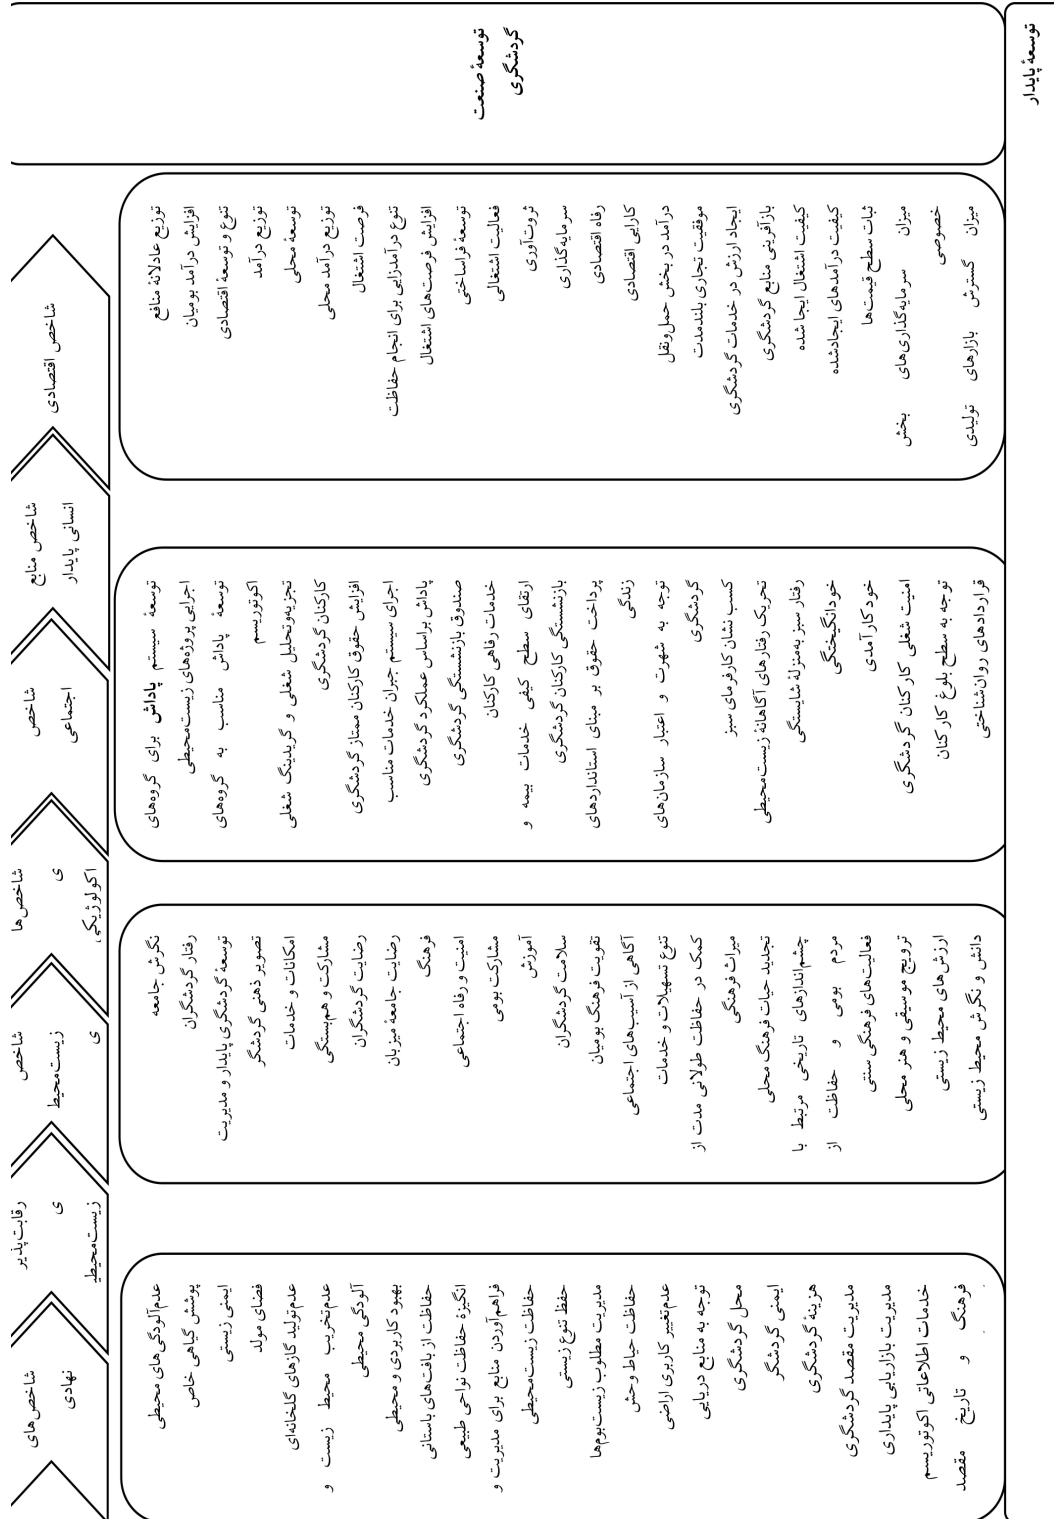 توسعهٔ پایدار
توسعهٔ صنعت
گردشگری
شاخص اقتصادی
شاخص منابع
انسانی پایدار
شاخص
اجتماعی
شاخص‌ها
ی
اکولوژیکی
شاخص
زیست‌محیط
ی
رقابت‌پذیر
ی
زیست‌محیط
شاخص‌های
نهادی
توزیع عادلانهٔ منافع
افزایش درآمد بومیان
تنوع و توسعهٔ اقتصادی
توزیع درآمد
توسعهٔ محلی
توزیع درآمد محلی
فرصت اشتغال
تنوع درآمدزایی برای انجام حفاظت
افزایش فرصت‌های اشتغال
توسعهٔ فراساختی
فعالیت اشتغالی
ثروت‌آوری
سرمایه‌گذاری
رفاه اقتصادی
کارایی اقتصادی
درآمد در بخش حمل‌ونقل
موفقیت تجاری بلندمدت
ایجاد ارزش در خدمات گردشگری
بازآفرینی منابع گردشگری
کیفیت اشتغال ایجا شده
کیفیت درآمدهای ایجادشده
ثبات سطح قیمت‌ها
میزان سرمایه‌گذاری‌های بخش
خصوصی
میزان گسترش بازارهای تولیدی
توسعهٔ سیستم پاداش برای گروه‌های
اجرایی پروژه‌های زیست‌محیطی
توسعهٔ پاداش مناسب به گروه‌های
اکوتوریسم
تجزیه‌وتحلیل شغلی و گریدینگ شغلی
کارکنان گردشگری
افزایش حقوق کارکنان ممتاز گردشگری
اجرای سیستم جبران خدمات مناسب
پاداش براساس عملکرد گردشگری
صندوق بازنشستگی گردشگری
خدمات رفاهی کارکنان
ارتقای سطح کیفی خدمات بیمه و
بازنشستگی کارکنان گردشگری
پرداخت حقوق بر مبنای استانداردهای
زندگی
توجه به شهرت و اعتبار سازمان‌های
گردشگری
کسب نشان کارفرمای سبز
تحریک رفتارهای آگاهانهٔ زیست‌محیطی
رفتار سبز به‌منزلهٔ شایستگی
خودانگیختگی
خود کارآمدی
امنیت شغلی کارکنان گردشگری
توجه به سطح بلوغ کارکنان
قراردادهای روان‌شناختی
نگرش جامعه
رفتار گردشگران
توسعهٔ گردشگری پایدار و مدیریت
تصویر ذهنی گردشگر
امکانات و خدمات
مشارکت و هم‌بستگی
رضایت گردشگران
رضایت جامعهٔ میزبان
فرهنگ
امنیت و رفاه اجتماعی
مشارکت بومی
آموزش
سلامت گردشگران
تقویت فرهنگ بومیان
آگاهی از آسیب‌های اجتماعی
تنوع تسهیلات و خدمات
کمک در حفاظت طولانی مدت از
میراث فرهنگی
تجدید حیات فرهنگ محلی
چشم‌اندازهای تاریخی مرتبط با
مردم بومی و حفاظت از
فعالیت‌های فرهنگی سنتی
ترویج موسیقی و هنر محلی
ارزش‌های محیط زیستی
دانش و نگرش محیط زیستی
عدم‌آلودگی‌های محیطی
پوشش گیاهی خاص
ایمنی زیستی
فضای مولد
عدم‌تولید گازهای گلخانه‌ای
عدم‌تخریب محیط زیست و
آلودگی محیطی
بهبود کاربردی و محیطی
حفاظت از بافت‌های باستانی
انگیزهٔ حفاظت نواحی طبیعی
فراهم‌آوردن منابع برای مدیریت و
حفاظت زیست‌محیطی
حفظ تنوع زیستی
مدیریت مطلوب زیست‌بوم‌ها
حفاظت حیاط وحش
عدم‌تغییر کاربری اراضی
توجه به منابع دریایی
محل گردشگری
ایمنی گردشگر
هزینهٔ گردشگری
مدیریت مقصد گردشگری
مدیریت بازاریابی پایداری
خدمات اطلاعاتی اکوتوریسم
فرهنگ و تاریخ مقصد